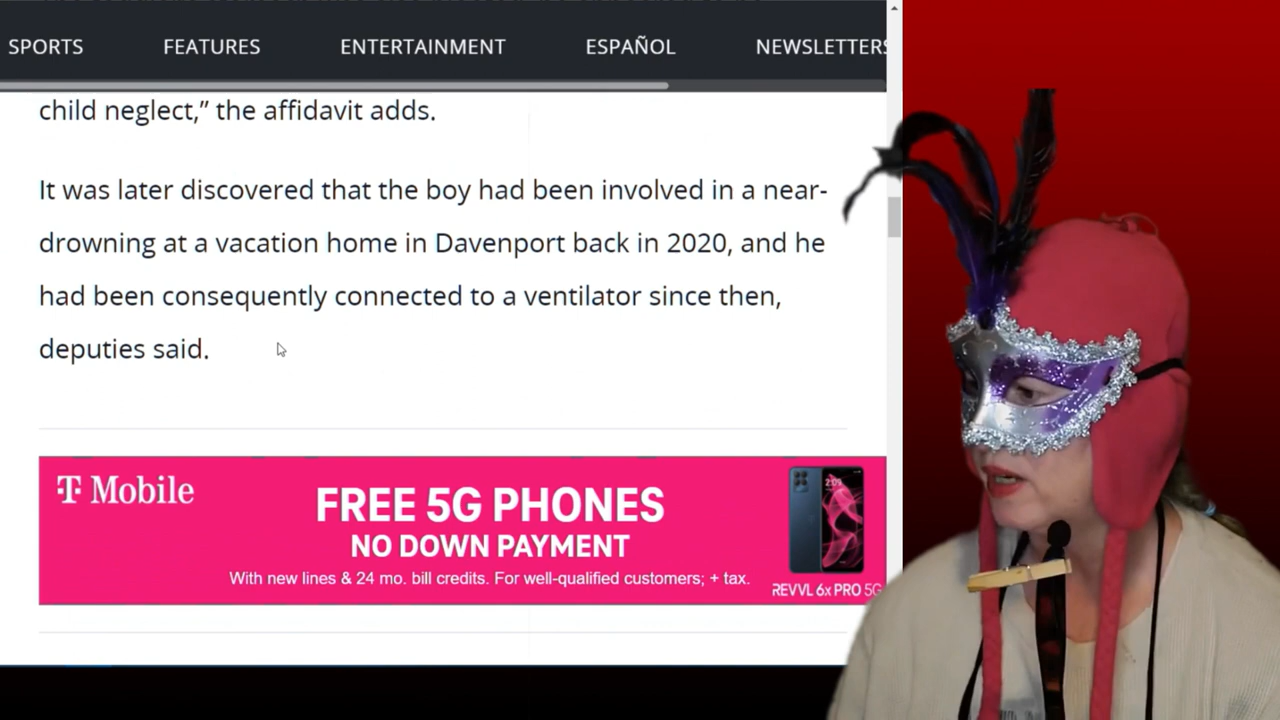 SPORTS FEATURES ENTERTAINMENT ESPAÑOL NEWSLETTERS
child neglect,” the affidavit adds.
It was later discovered that the boy had been involved in a near-
drowning at a vacation home in Davenport back in 2020, and he
had been consequently connected to a ventilator since then,
deputies said.
T Mobile
FREE 5G PHONES
NO DOWN PAYMENT
With new lines & 24 mo. bill credits. For well-qualified customers; + tax.
2:09
REVVL 6x PRO 5G